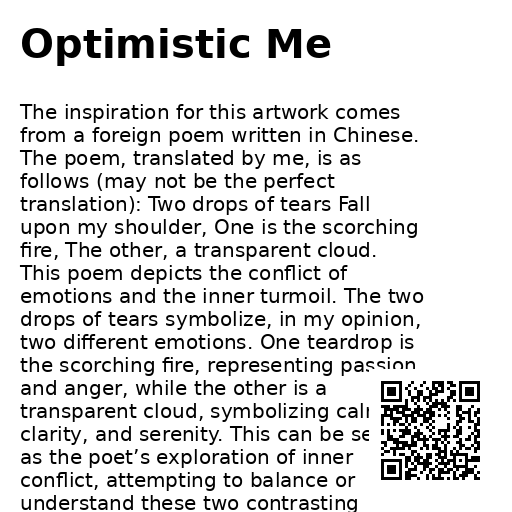 Optimistic Me
The inspiration for this artwork comes
from a foreign poem written in Chinese.
The poem, translated by me, is as
follows (may not be the perfect
translation): Two drops of tears Fall
upon my shoulder, One is the scorching
fire, The other, a transparent cloud.
This poem depicts the conflict of
emotions and the inner turmoil. The two
drops of tears symbolize, in my opinion,
two different emotions. One teardrop is
the scorching fire, representing passion
and anger, while the other is a
transparent cloud, symbolizing
clarity, and serenity. This can be
as the poet’s exploration of inner
conflict, attempting to balance or
understand these two contrasting